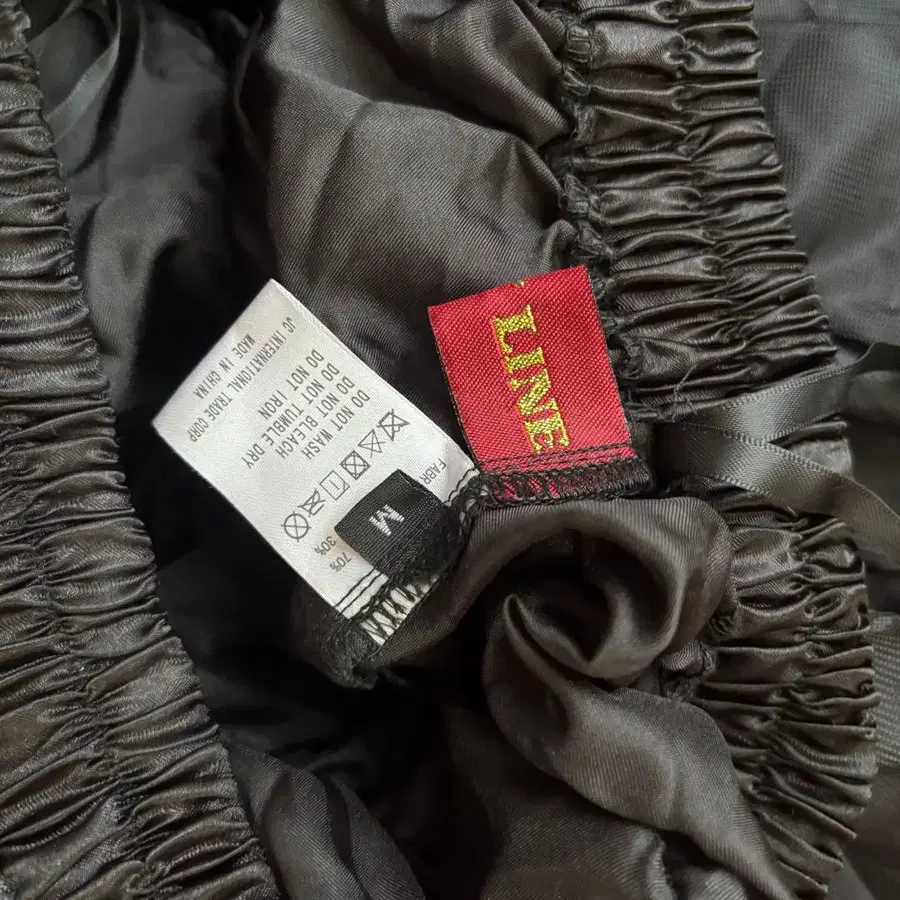 LINE
M
FABR
70%
30%
DO NOT WASH
DO NOT BLEACH
DO NOT TUMBLE DRY
DO NOT IRON
JC INTERNATIONAL TRADE CORP
MADE IN CHINA